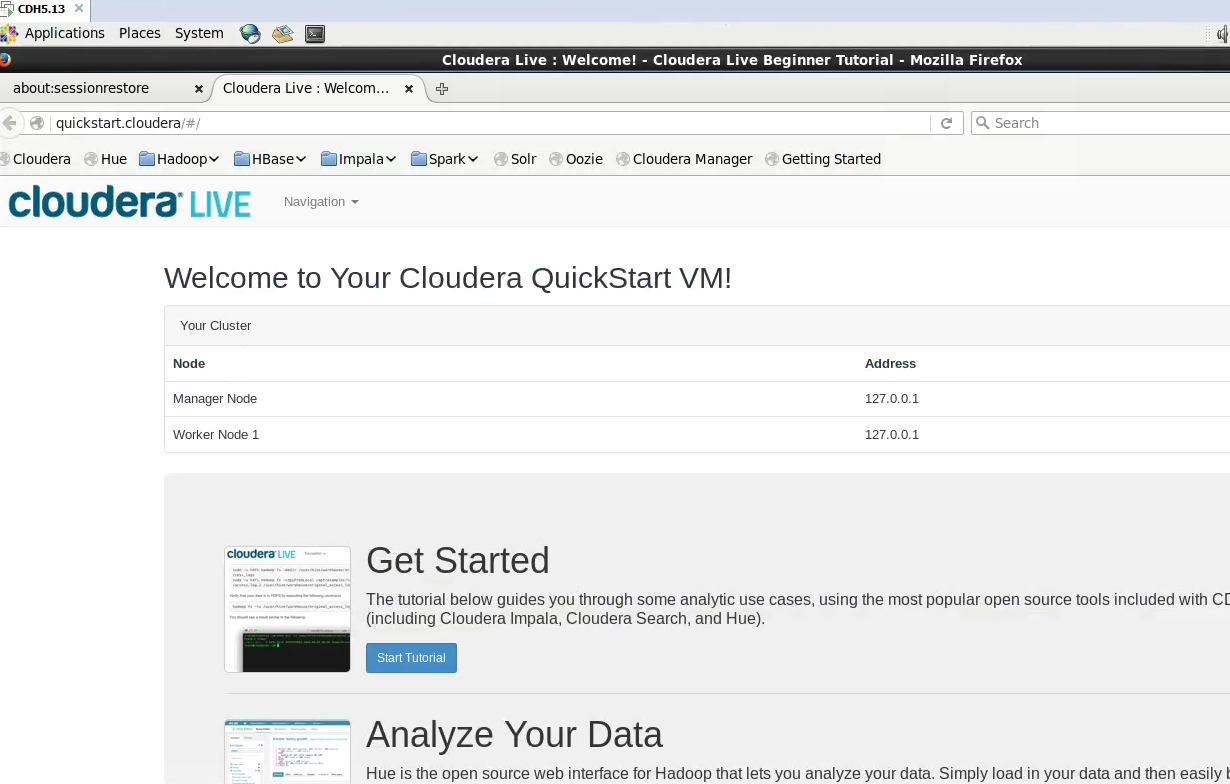 CDH5.13
Applications Places System
Cloudera Live : Welcome! - Cloudera Live Beginner Tutorial - Mozilla Firefox
about:sessionrestore
Cloudera Live : Welcom...
quickstart.cloudera/#/
Search
Cloudera Hue Hadoop HBase Impala Spark Solr Oozie Cloudera Manager Getting Started
cloudera LIVE Navigation
Welcome to Your Cloudera QuickStart VM!
Your Cluster
Node Address
Manager Node 127.0.0.1
Worker Node 1 127.0.0.1
cloudera LIVE
Get Started
The tutorial below guides you through some analytic use cases, using the most popular open source tools included with CD
(including Cloudera Impala, Cloudera Search, and Hue).
Start Tutorial
Analyze Your Data
Hue is the open source web interface for Hadoop that lets you analyze your data. Simply load in your data and then easily b